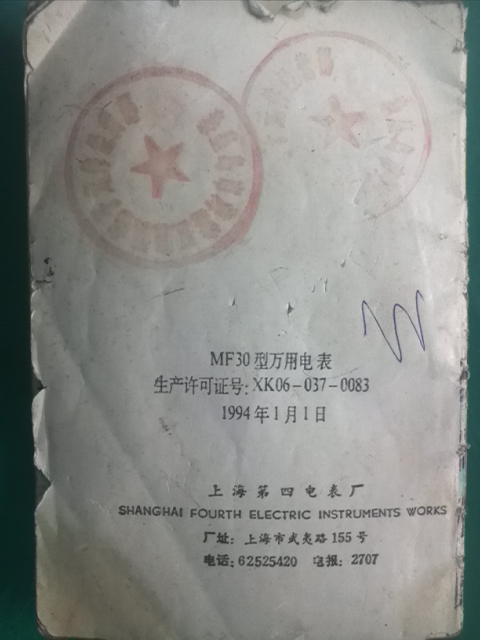 MF30型万用电表
生产许可证号:XK06-037-0083
1994年1月1日
上海第四电表厂
SHANGHAI FOURTH ELECTRIC INSTRUMENTS WORKS
厂址:上海市武夷路155号
电话:62525420 电报:2707